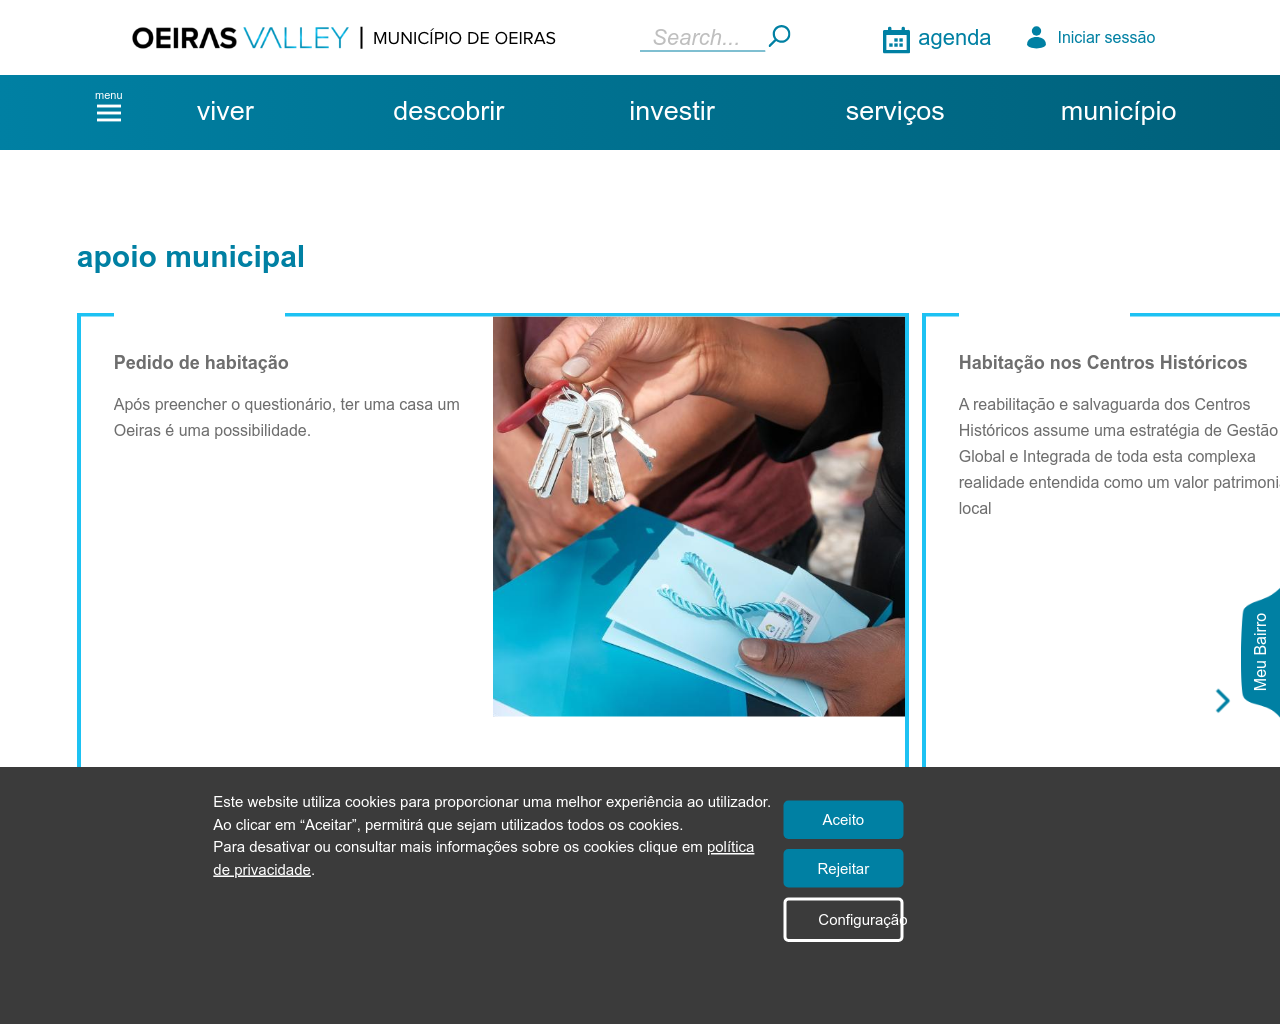 OEIRAS VALLEY | MUNICÍPIO DE OEIRAS
Search...
agenda
Iniciar sessão
menu
viver
descobrir
investir
serviços
município
apoio municipal
Pedido de habitação
Após preencher o questionário, ter uma casa um
Oeiras é uma possibilidade.
Habitação nos Centros Históricos
A reabilitação e salvaguarda dos Centros
Históricos assume uma estratégia de Gestão
Global e Integrada de toda esta complexa
realidade entendida como um valor patrimoni
local
Meu Bairro
Este website utiliza cookies para proporcionar uma melhor experiência ao utilizador.
Ao clicar em “Aceitar”, permitirá que sejam utilizados todos os cookies.
Para desativar ou consultar mais informações sobre os cookies clique em política
de privacidade.
Aceito
Rejeitar
Configuração